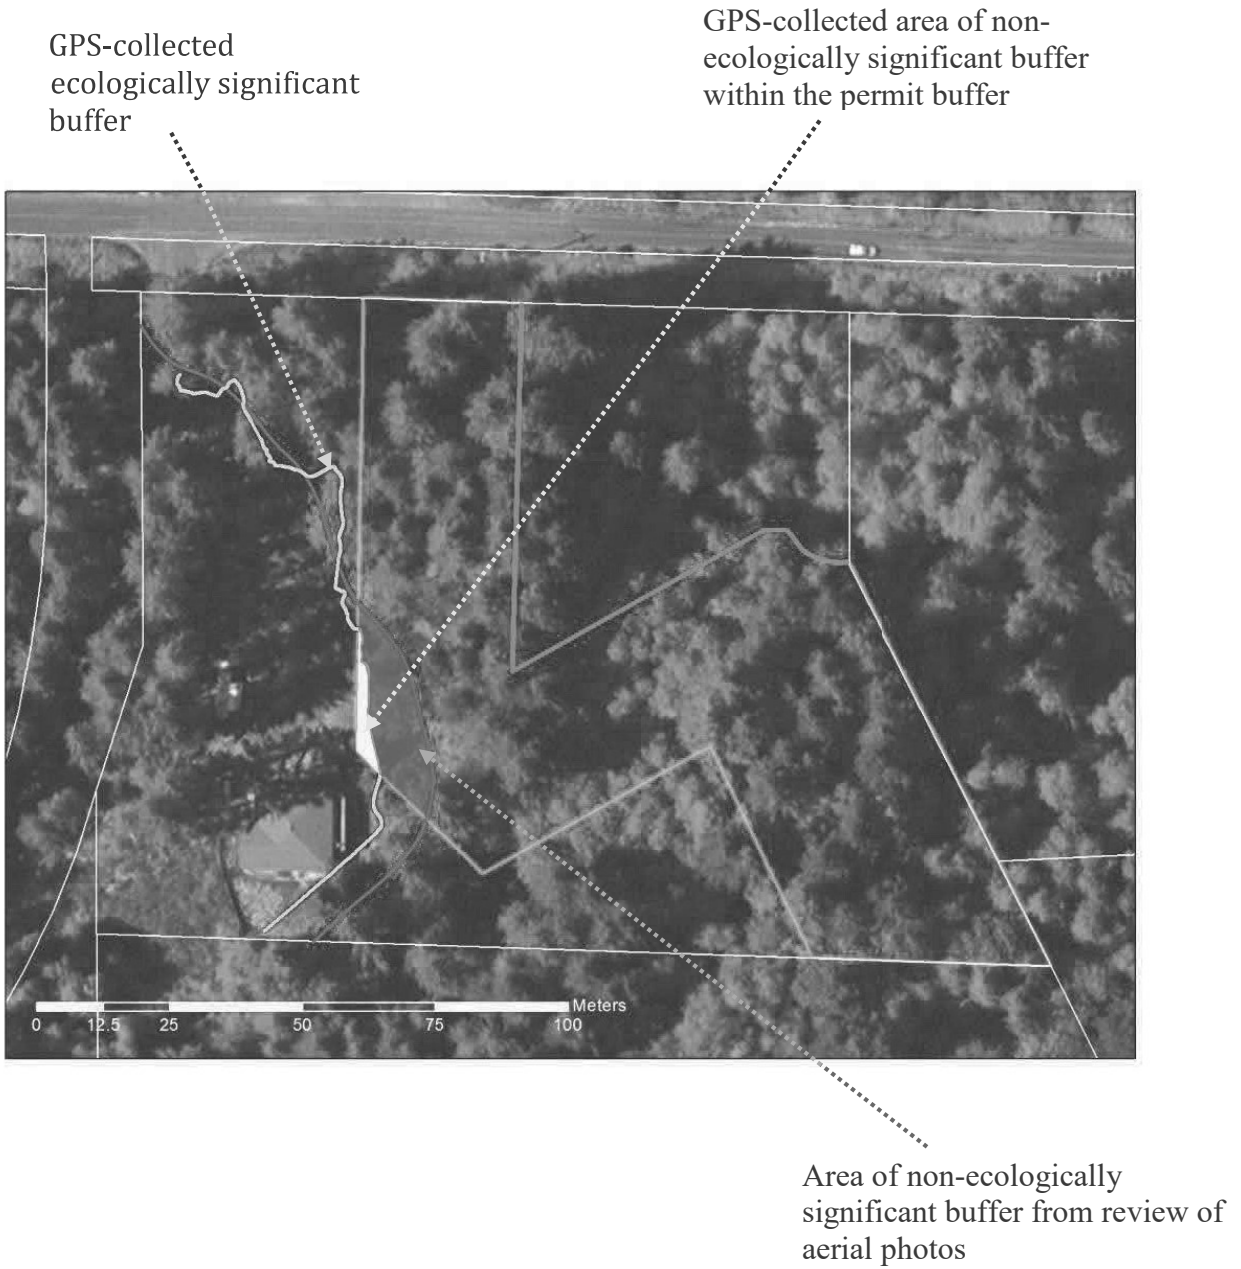 GPS-collected
ecologically significant
buffer
GPS-collected area of non-
ecologically significant buffer
within the permit buffer
Meters
0 12.5 25 50 75 100
Area of non-ecologically
significant buffer from review of
aerial photos